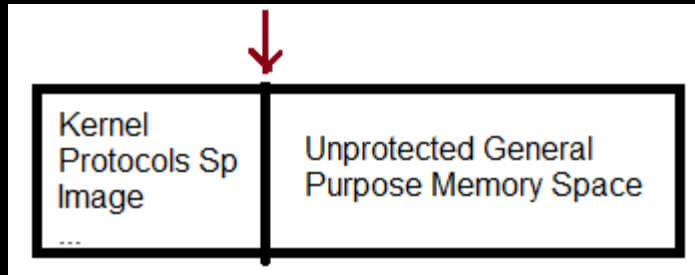 Kernel
Protocols Sp
Image
...
Unprotected General
Purpose Memory Space